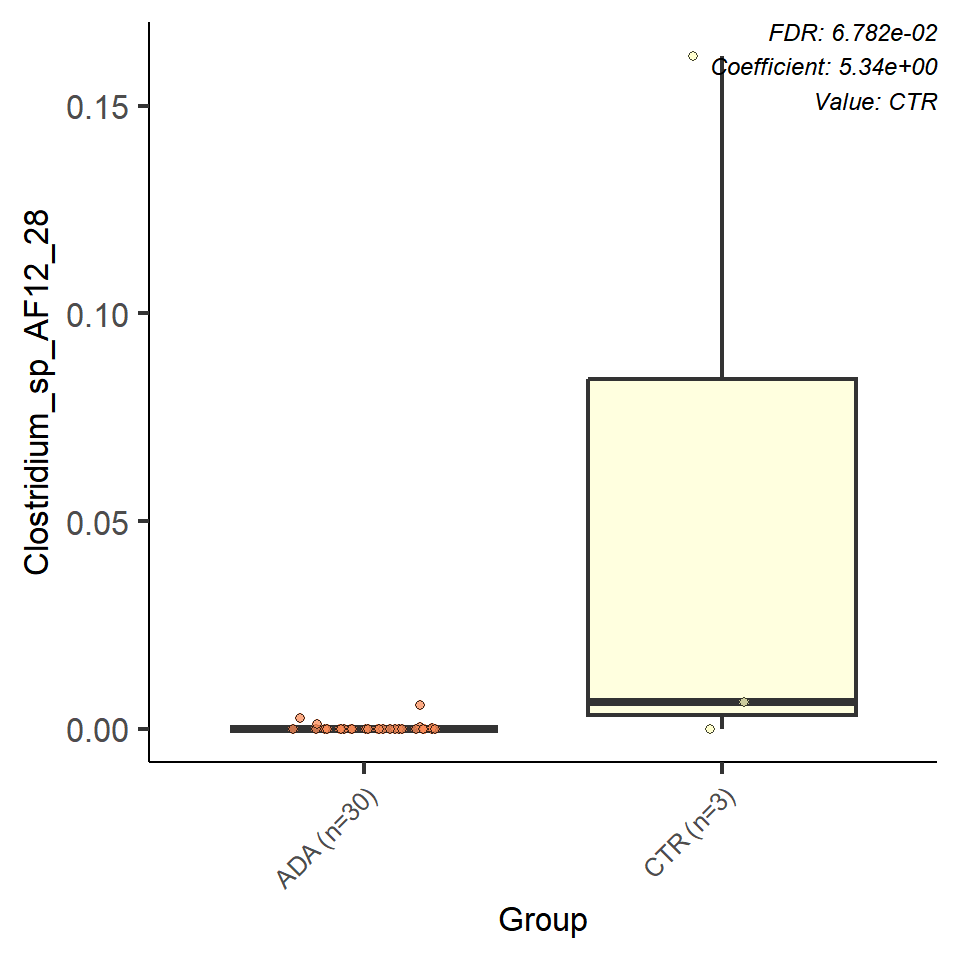 FDR: 6.782e-02
Coefficient: 5.34e+00
Value: CTR
Clostridium_sp_AF12_28
0.15
0.10
0.05
0.00
ADA (n=30)
CTR (n=3)
Group